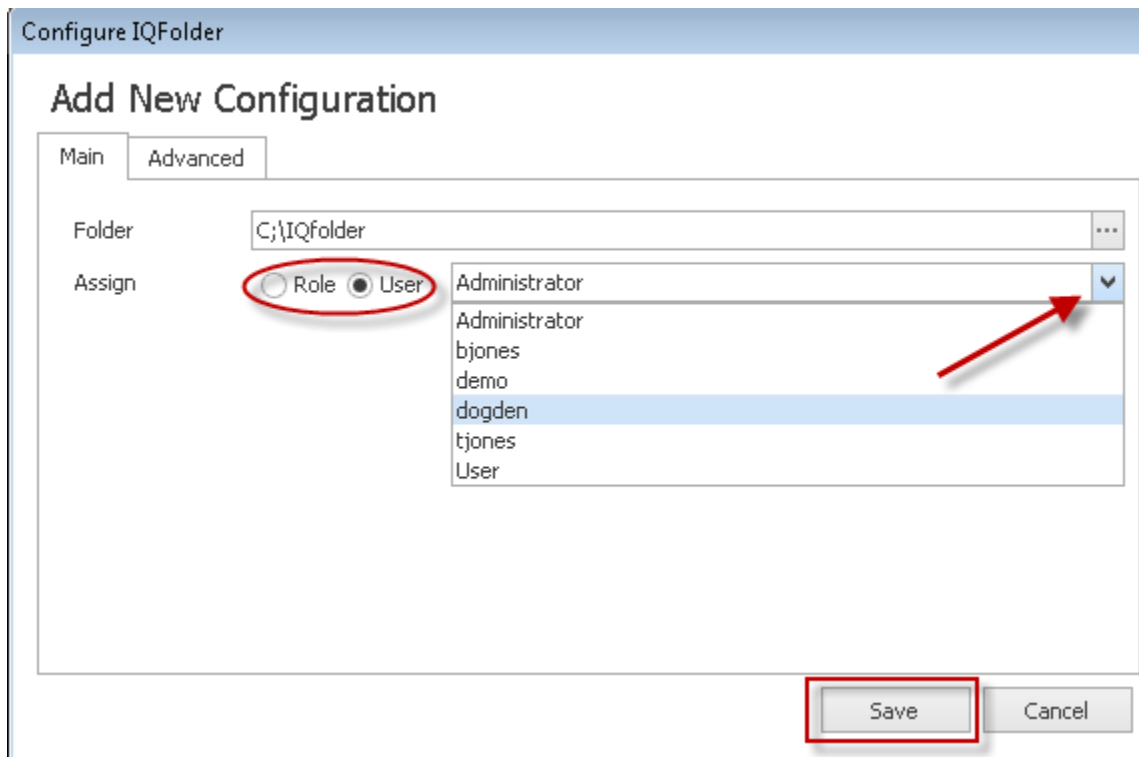 Configure IQFolder
Add New Configuration
Main Advanced
Folder C;\IQfolder ...
Assign Role User Administrator
Administrator
bjones
demo
dogden
tjones
User
Save Cancel